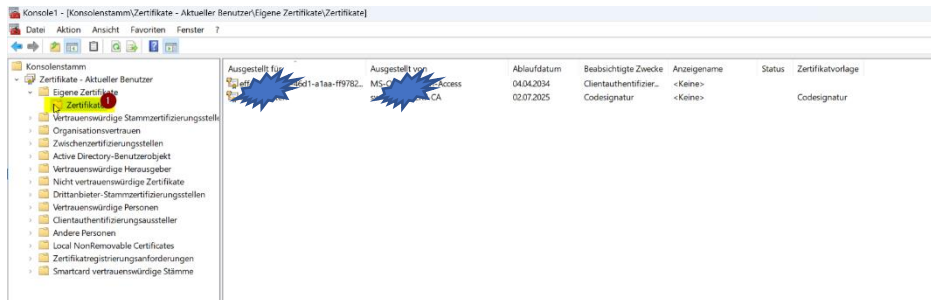 Konsole1 - [Konsolenstamm\Zertifikate - Aktueller Benutzer\Eigene Zertifikate\Zertifikate]
Datei Aktion Ansicht Favoriten Fenster ?
Konsolenstamm
Zertifikate - Aktueller Benutzer
Eigene Zertifikate
Zertifikate
1
Vertrauenswürdige Stammzertifizierungsstelle
Organisationsvertrauen
Zwischenzertifizierungsstellen
Active Directory-Benutzerobjekt
Vertrauenswürdige Herausgeber
Nicht vertrauenswürdige Zertifikate
Drittanbieter-Stammzertifizierungsstellen
Vertrauenswürdige Personen
Clientauthentifizierungsaussteller
Andere Personen
Local NonRemovable Certificates
Zertifikatregistrierungsanforderungen
Smartcard vertrauenswürdige Stämme
Ausgestellt für Ausgestellt von Ablaufdatum Beabsichtigte Zwecke Anzeigename Status Zertifikatvorlage
-a1aa-ff9782... -Access 04.04.2034 Clientauthentifizier... <Keine>
CA 02.07.2025 Codesignatur <Keine> Codesignatur